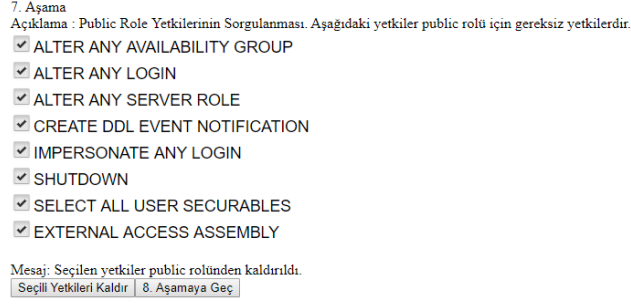 7. Aşama
Açıklama : Public Role Yetkilerinin Sorgulanması. Aşağıdaki yetkiler public rolü için gereksiz yetkilerdir.
ALTER ANY AVAILABILITY GROUP
ALTER ANY LOGIN
ALTER ANY SERVER ROLE
CREATE DDL EVENT NOTIFICATION
IMPERSONATE ANY LOGIN
SHUTDOWN
SELECT ALL USER SECURABLES
EXTERNAL ACCESS ASSEMBLY
Mesaj: Seçilen yetkiler public rolünden kaldırıldı.
Seçili Yetkileri Kaldır 8. Aşamaya Geç